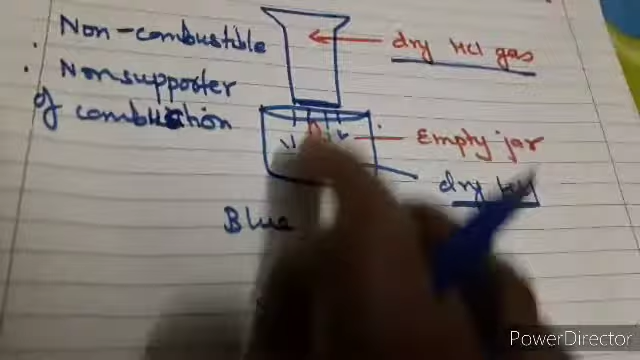 . Non-combustible
. Nonsupporter
of combustion
dry HCl gas
Empty jar
dry HCl
Blue
PowerDirector